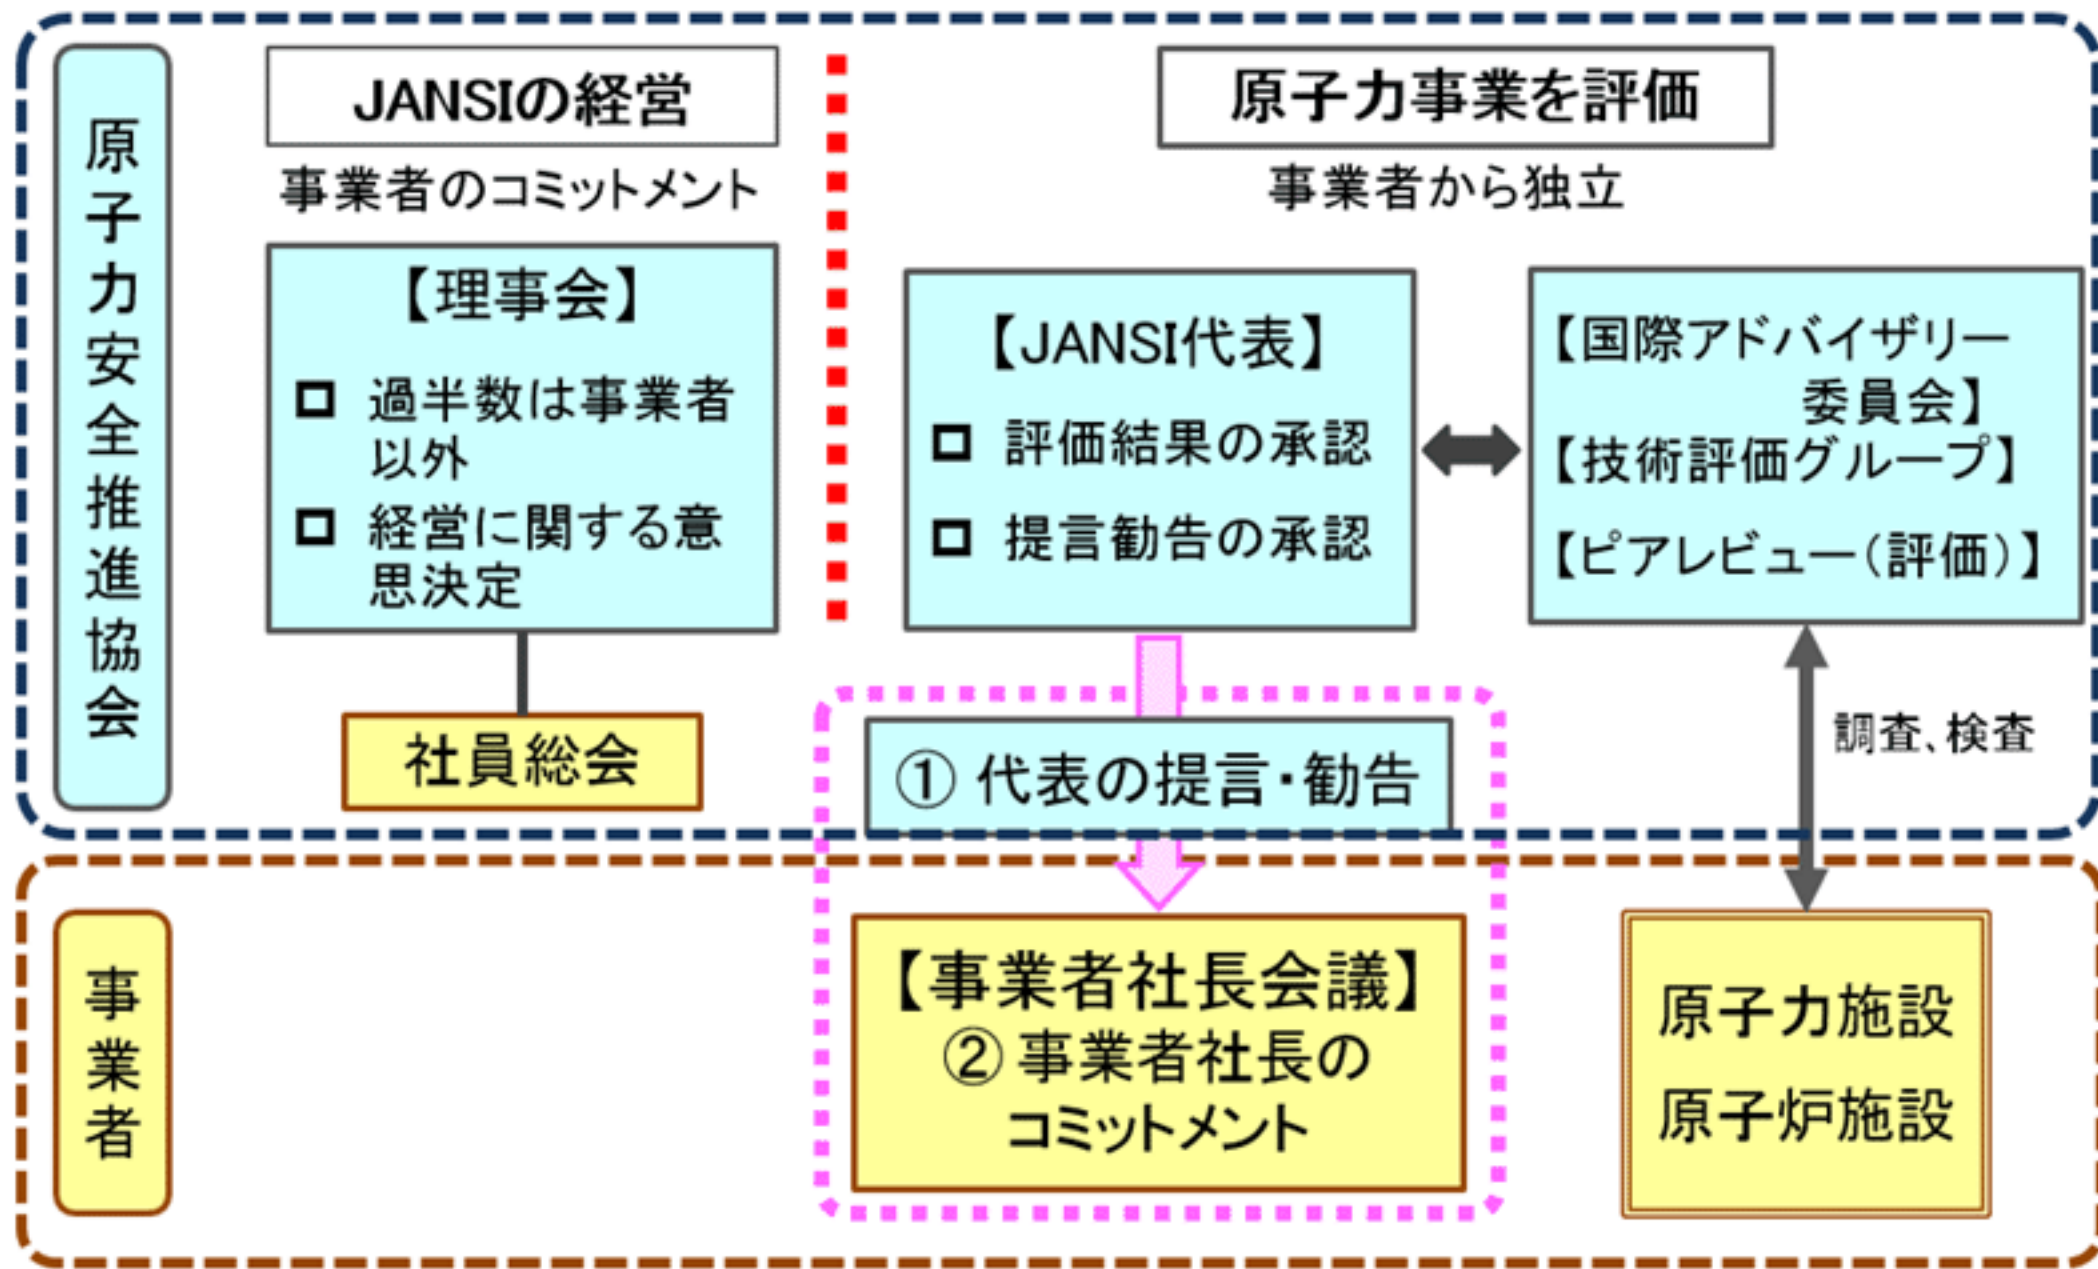 原子力安全推進協会
JANSIの経営
事業者のコミットメント
【理事会】
過半数は事業者
以外
経営に関する意
思決定
社員総会
原子力事業を評価
事業者から独立
【JANSI代表】
評価結果の承認
提言勧告の承認
【国際アドバイザリー
委員会】
【技術評価グループ】
【ピアレビュー(評価)】
① 代表の提言・勧告
調査、検査
事業者
【事業者社長会議】
② 事業者社長の
コミットメント
原子力施設
原子炉施設